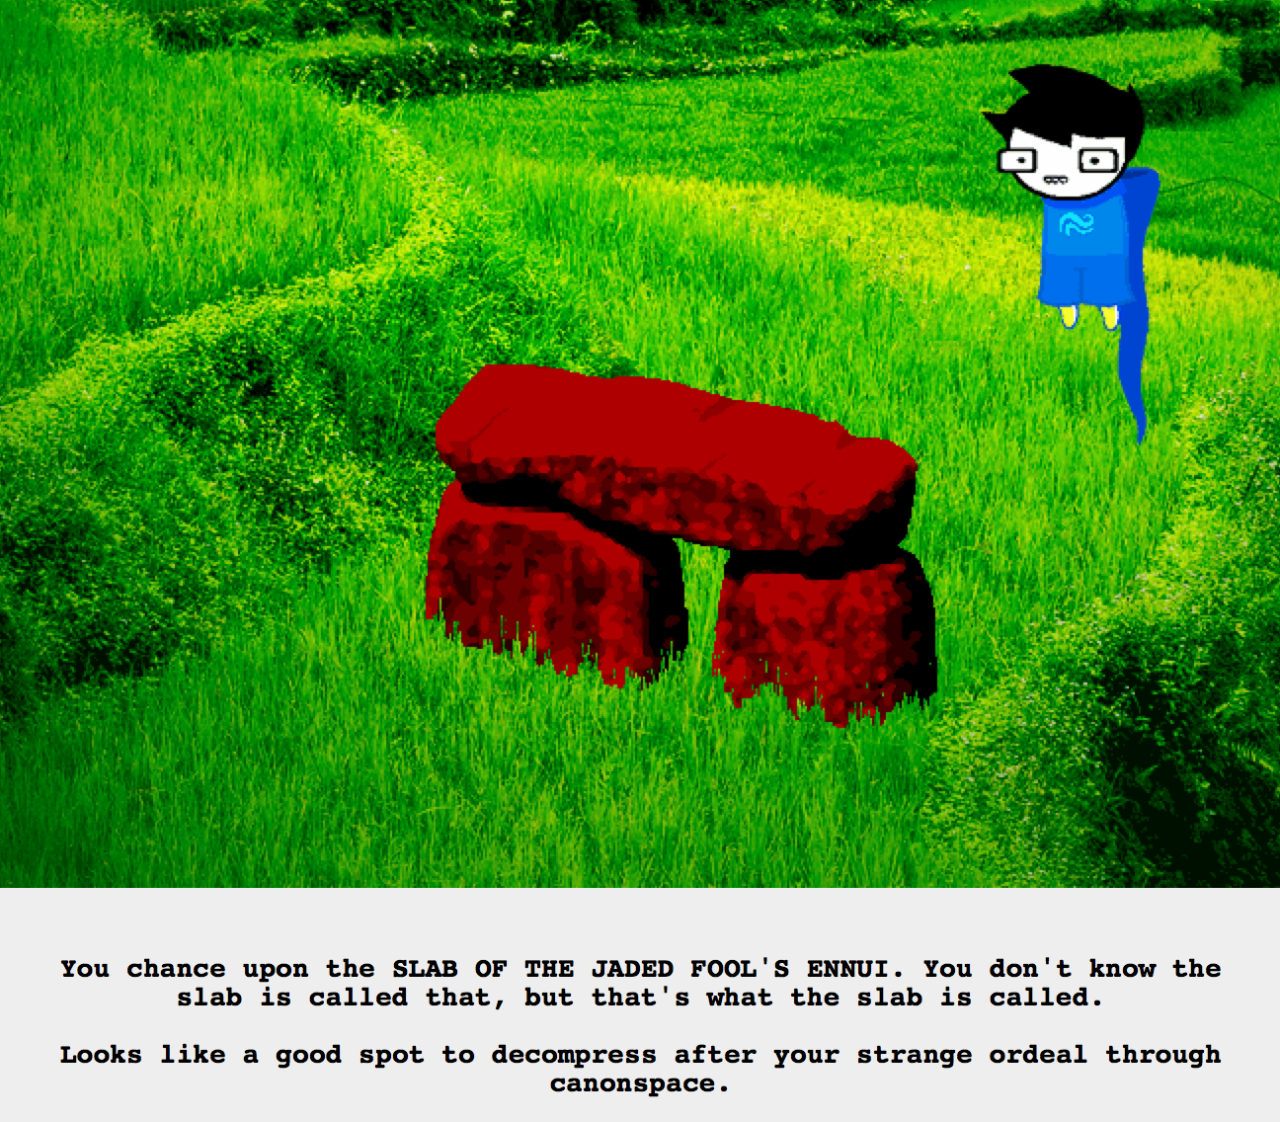 You chance upon the SLAB OF THE JADED FOOL'S ENNUI. You don't know the
slab is called that, but that's what the slab is called.
Looks like a good spot to decompress after your strange ordeal through
canonspace.